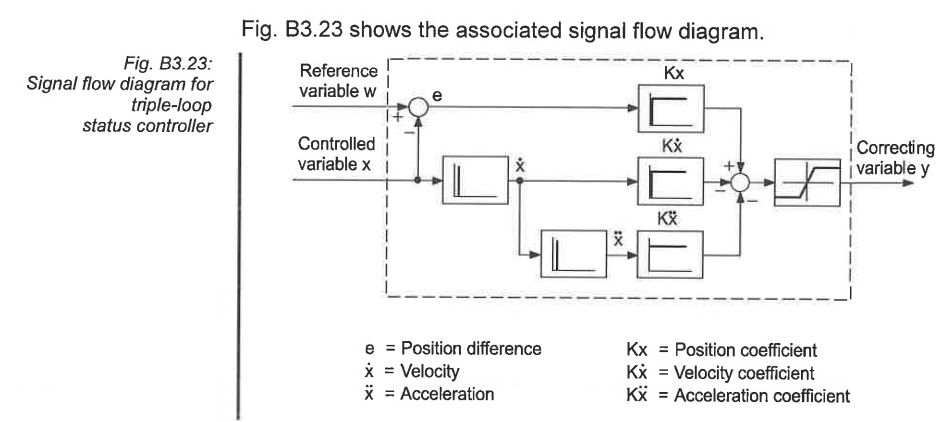 Fig. B3.23 shows the associated signal flow diagram.
Fig. B3.23:
Signal flow diagram for
triple-loop
status controller
Reference
variable w
e
+
−
Controlled
variable x
ẋ
ẍ
Kx
Kẋ
Kẍ
+
−
−
Correcting
variable y
e = Position difference
ẋ = Velocity
ẍ = Acceleration
Kx = Position coefficient
Kẋ = Velocity coefficient
Kẍ = Acceleration coefficient